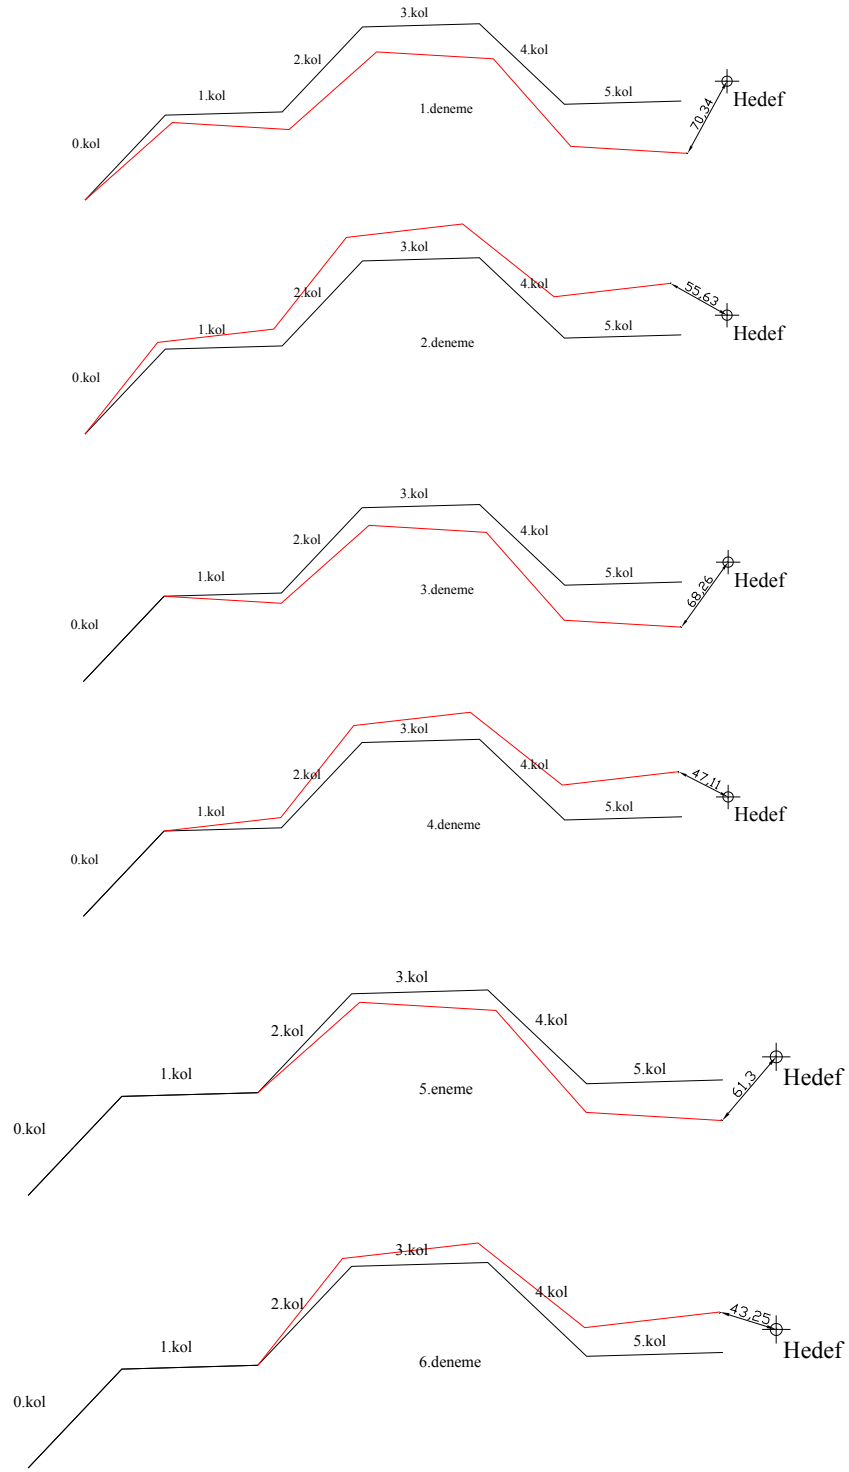 3.kol
4.kol
2.kol
5.kol
1.kol
Hedef
1.deneme
70,34
0.kol
3.kol
4.kol
55,63
2.kol
1.kol
5.kol
Hedef
2.deneme
0.kol
3.kol
4.kol
2.kol
1.kol
5.kol
Hedef
3.deneme
68,26
0.kol
3.kol
4.kol
2.kol
47,11
1.kol
5.kol
Hedef
4.deneme
0.kol
3.kol
4.kol
2.kol
5.kol
1.kol
Hedef
61,3
5.eneme
0.kol
3.kol
4.kol
2.kol
43,25
5.kol
1.kol
Hedef
6.deneme
0.kol